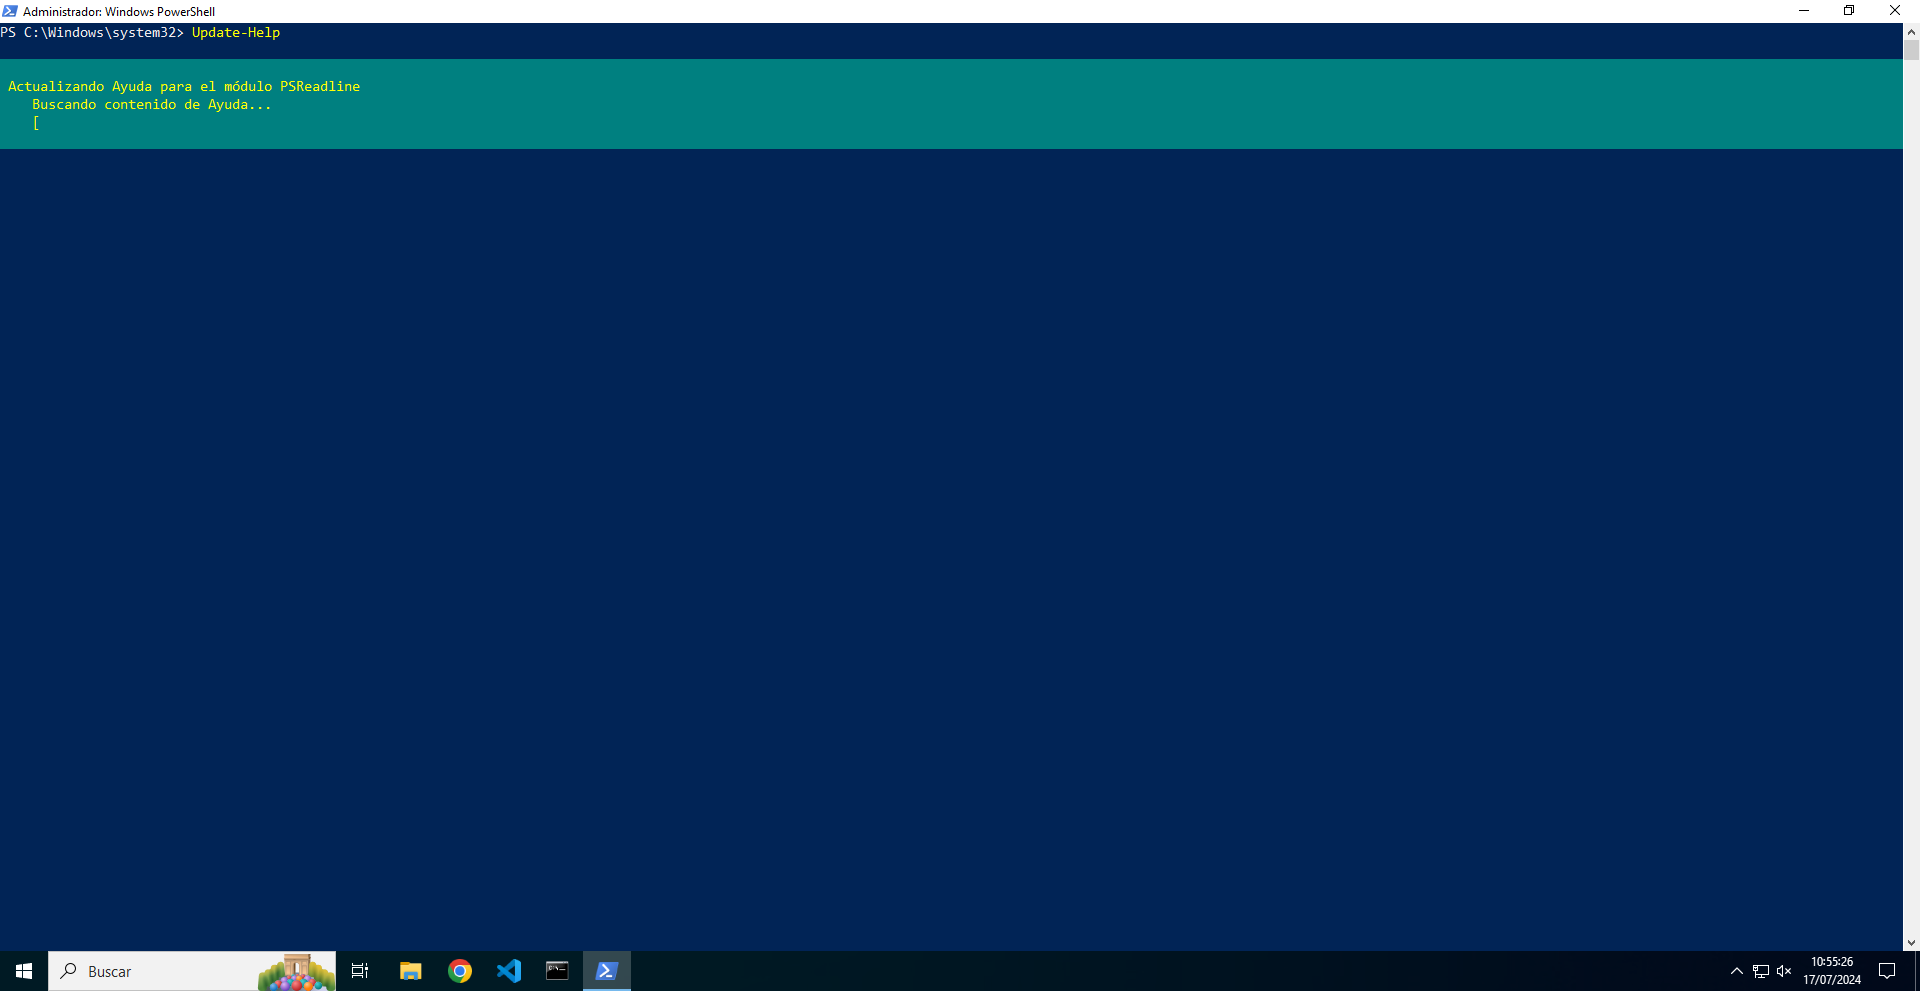 Administrador: Windows PowerShell
PS C:\Windows\system32> Update-Help
Actualizando Ayuda para el módulo PSReadline
Buscando contenido de Ayuda...
[
Buscar
10:55:26
17/07/2024